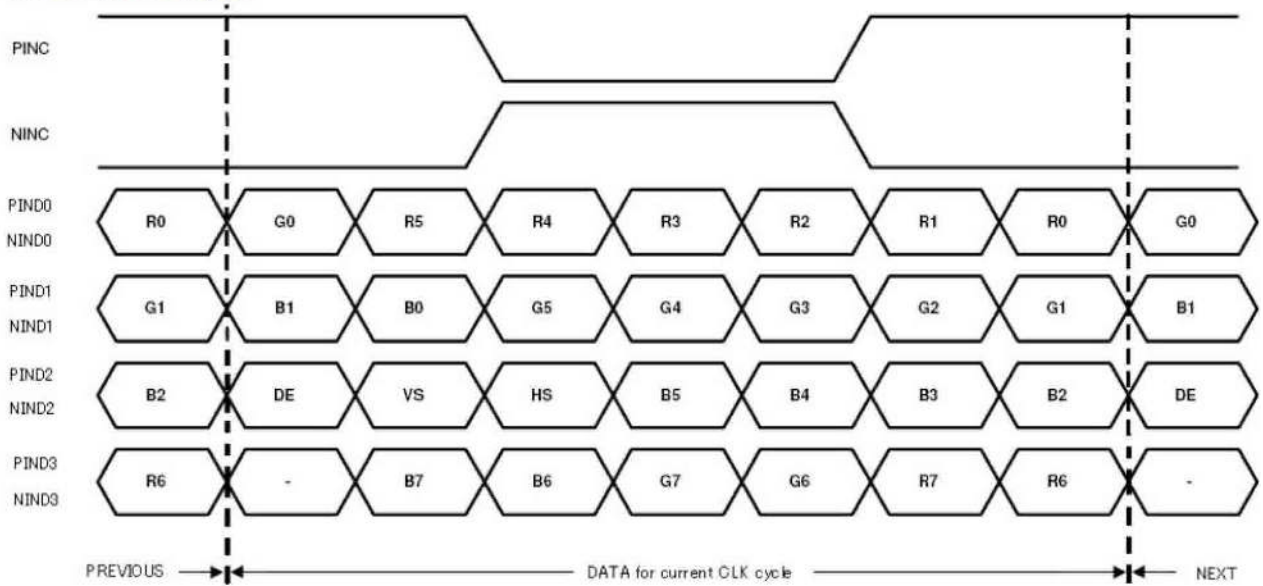 PINC
NINC
PIND0
NIND0
R0 G0 R5 R4 R3 R2 R1 R0 G0
PIND1
NIND1
G1 B1 B0 G5 G4 G3 G2 G1 B1
PIND2
NIND2
B2 DE VS HS B5 B4 B3 B2 DE
PIND3
NIND3
R6 - B7 B6 G7 G6 R7 R6 -
PREVIOUS DATA for current CLK cycle NEXT